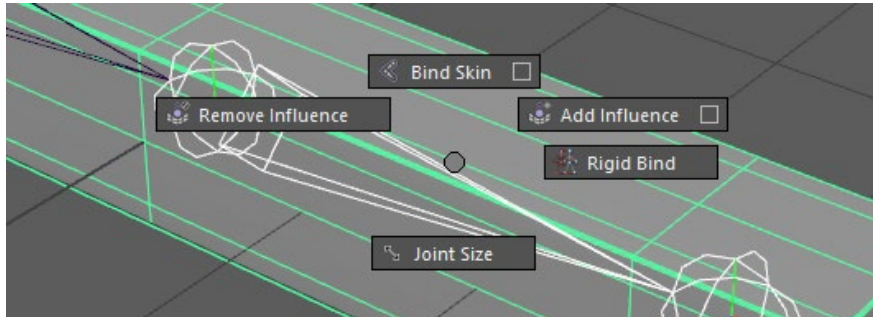 Bind Skin
Remove Influence
Add Influence
Rigid Bind
Joint Size